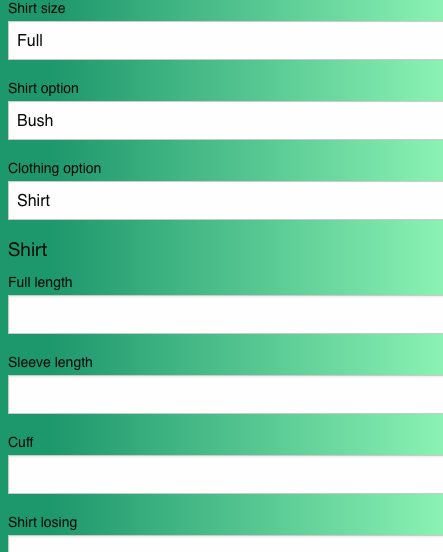 Shirt size
Full
Shirt option
Bush
Clothing option
Shirt
Shirt
Full length
Sleeve length
Cuff
Shirt losing